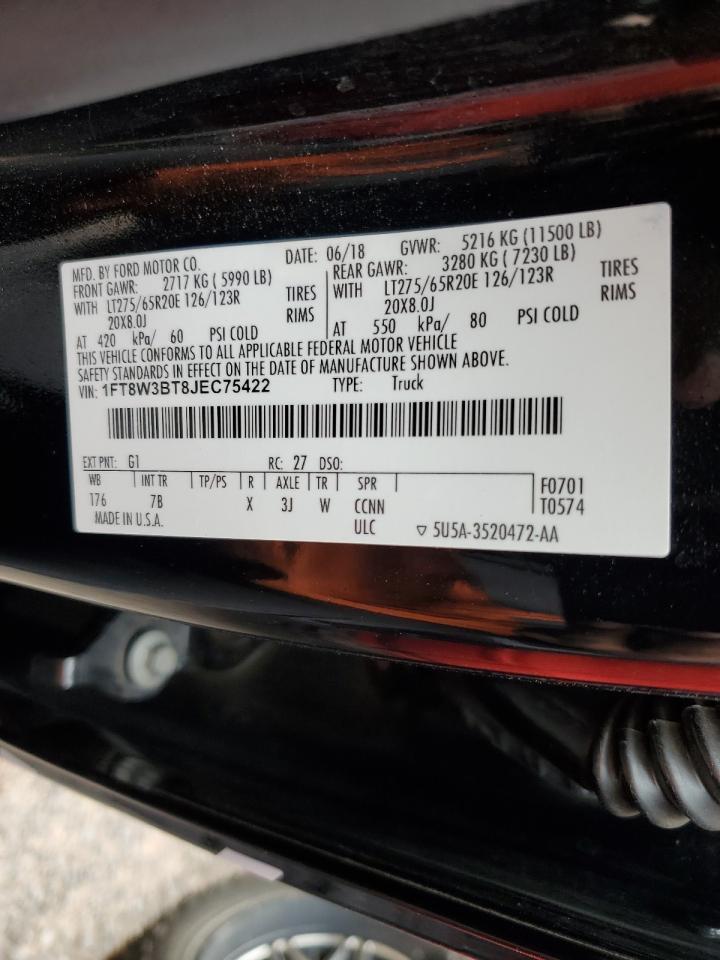 MFD. BY FORD MOTOR CO. DATE: 06/18 GVWR: 5216 KG (11500 LB)
FRONT GAWR: 2717 KG ( 5990 LB) REAR GAWR: 3280 KG ( 7230 LB)
WITH LT275/65R20E 126/123R TIRES WITH LT275/65R20E 126/123R TIRES
20X8.0J RIMS 20X8.0J RIMS
AT 420 kPa/ 60 PSI COLD AT 550 kPa/ 80 PSI COLD
THIS VEHICLE CONFORMS TO ALL APPLICABLE FEDERAL MOTOR VEHICLE
SAFETY STANDARDS IN EFFECT ON THE DATE OF MANUFACTURE SHOWN ABOVE.
VIN: 1FT8W3BT8JEC75422 TYPE: Truck
EXT PNT: G1 RC: 27 DSO:
WB INT TR TP/PS R AXLE TR SPR F0701
176 7B X 3J W CCNN T0574
MADE IN U.S.A. ULC ▽ 5U5A-3520472-AA